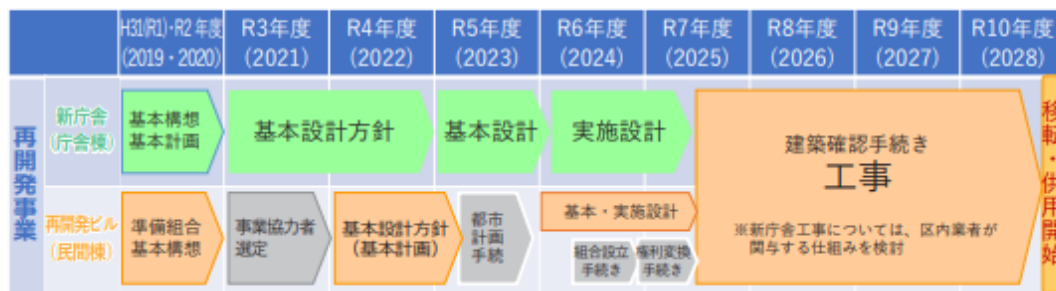 H31(R1)・R2年度 R3年度 R4年度 R5年度 R6年度 R7年度 R8年度 R9年度 R10年度
(2019・2020) (2021) (2022) (2023) (2024) (2025) (2026) (2027) (2028)
再開発事業
新庁舎
(庁舎棟)
基本構想
基本計画
基本設計方針
基本設計
実施設計
建築確認手続き
工事
※新庁舎工事については、区内業者が
関与する仕組みを検討
移転・供用開始
再開発ビル
(民間棟)
準備組合
基本構想
事業協力者
選定
基本設計方針
(基本計画)
都市
計画
手続
基本・実施設計
組合設立
手続き
権利変換
手続き